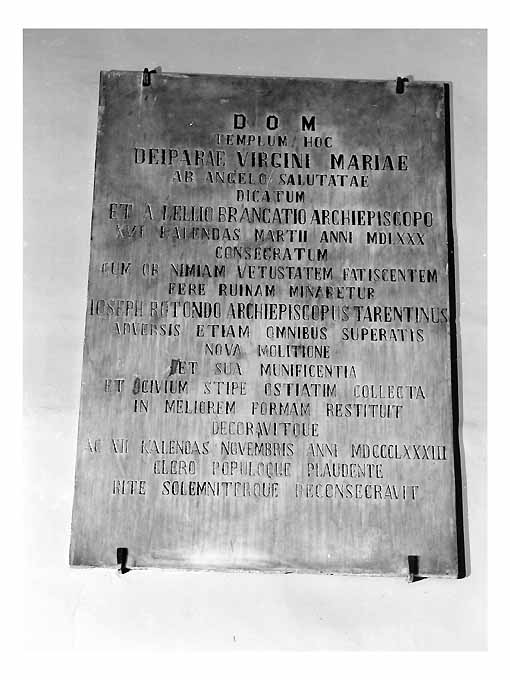 D O M
TEMPLUM HOC
DEIPARAE VIRGINI MARIAE
AB ANGELO SALUTATAE
DICATUM
ET A LELLIO BRANCATIO ARCHIEPISCOPO
XVI KALENDAS MARTII ANNI MDLXXX
CONSECRATUM
CUM OB NIMIAM VETUSTATEM FATISCENTEM
FERE RUINAM MINARETUR
IOSEPH ROTONDO ARCHIEPISCOPUS TARENTINUS
ADVERSIS ETIAM OMNIBUS SUPERATIS
NOVA MOLITIONE
ET SUA MUNIFICENTIA
ET CIVIUM STIPE OSTIATIM COLLECTA
IN MELIOREM FORMAM RESTITUIT
DECORAVITQUE
AC XII KALENDAS NOVEMBRIS ANNI MDCCCLXXXIII
CLERO POPULOQUE PLAUDENTE
RITE SOLEMNITERQUE DECONSECRAVIT